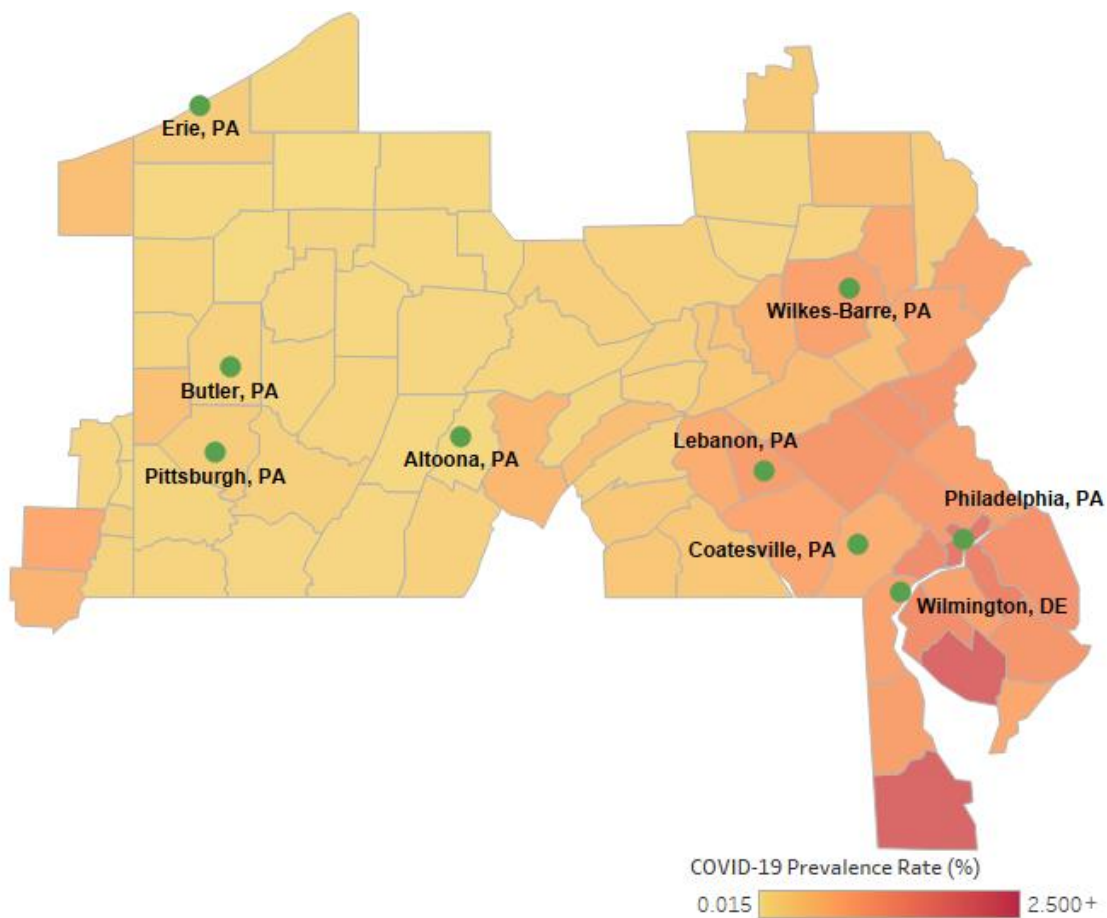 Erie, PA
Wilkes-Barre, PA
Butler, PA
Pittsburgh, PA
Altoona, PA
Lebanon, PA
Philadelphia, PA
Coatesville, PA
Wilmington, DE
COVID-19 Prevalence Rate (%)
0.015 2.500+